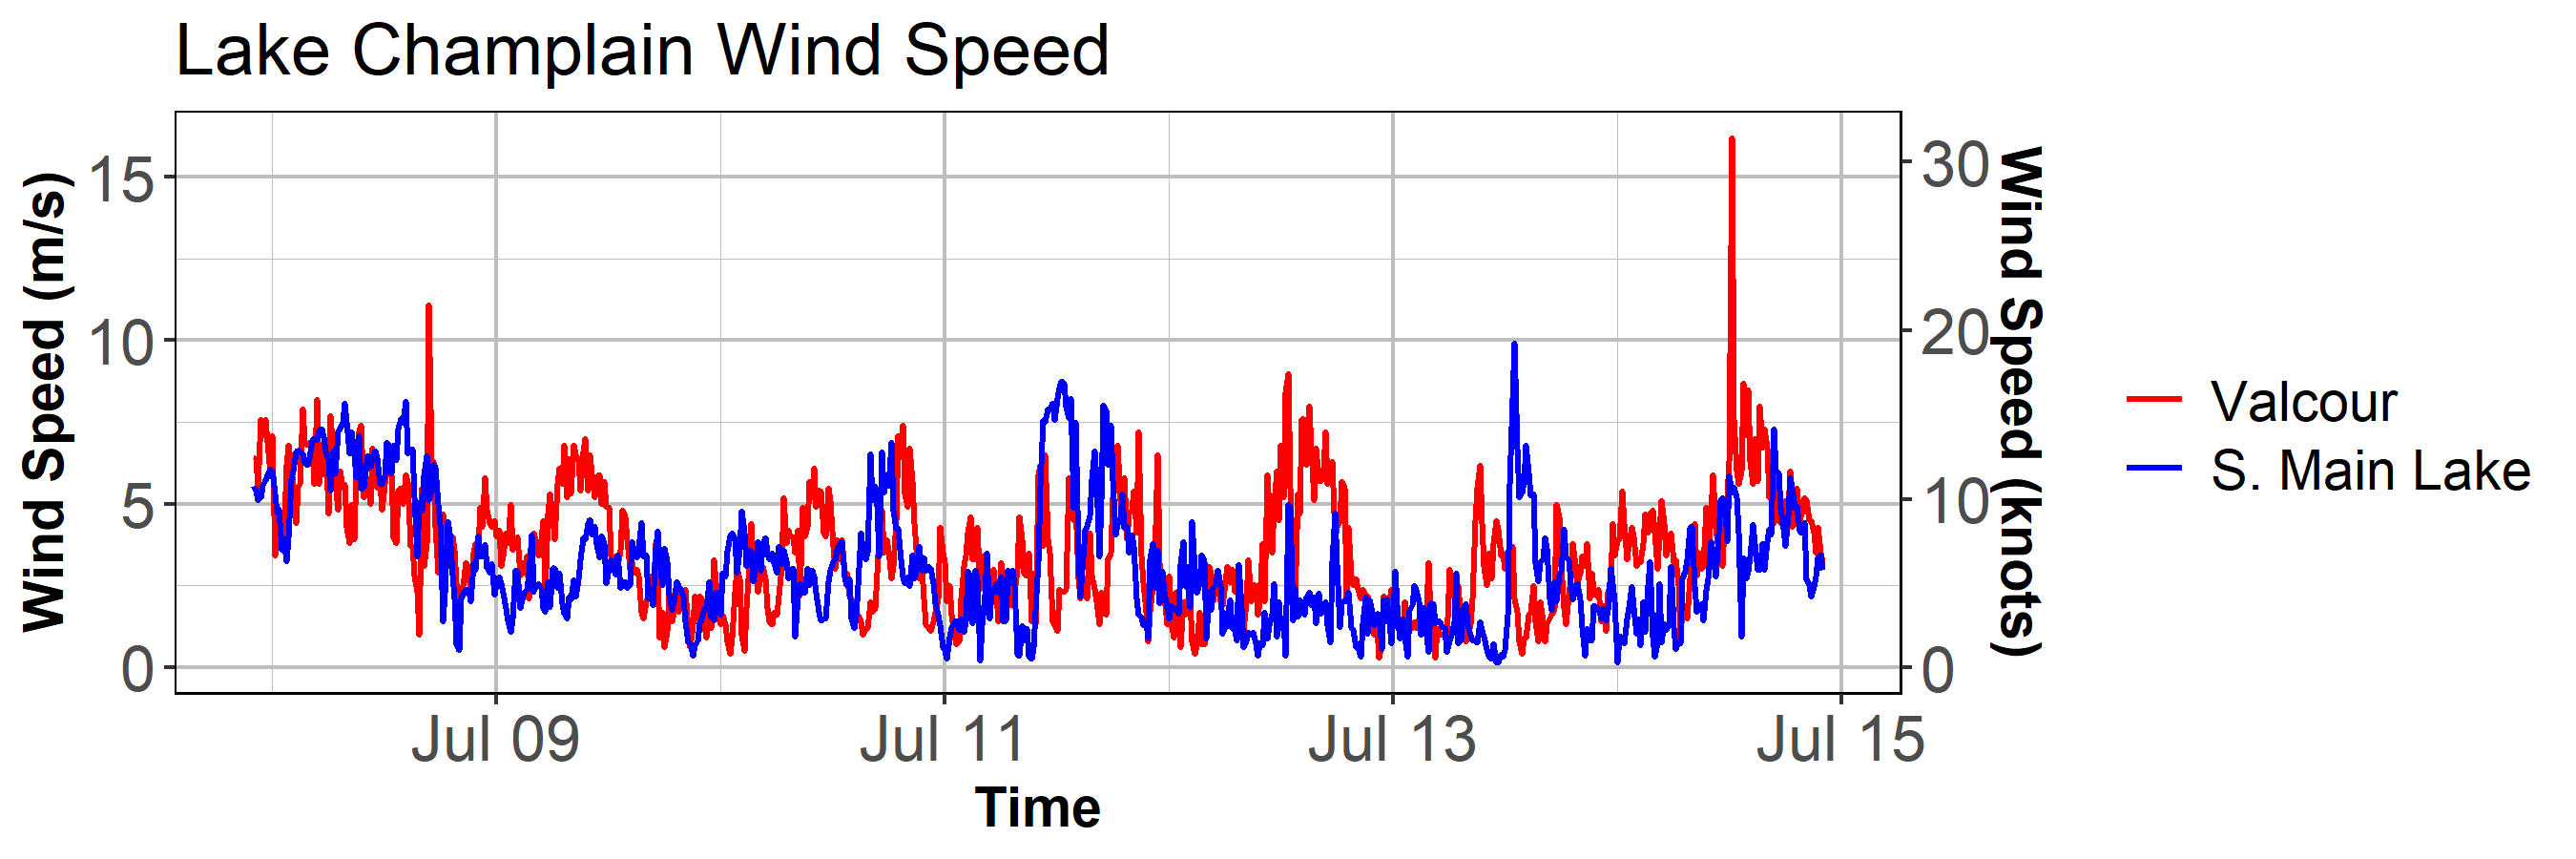 Lake Champlain Wind Speed
Wind Speed (m/s)
15
10
5
0
30
20
10
0
Wind Speed (knots)
Jul 09
Jul 11
Jul 13
Jul 15
Time
Valcour
S. Main Lake